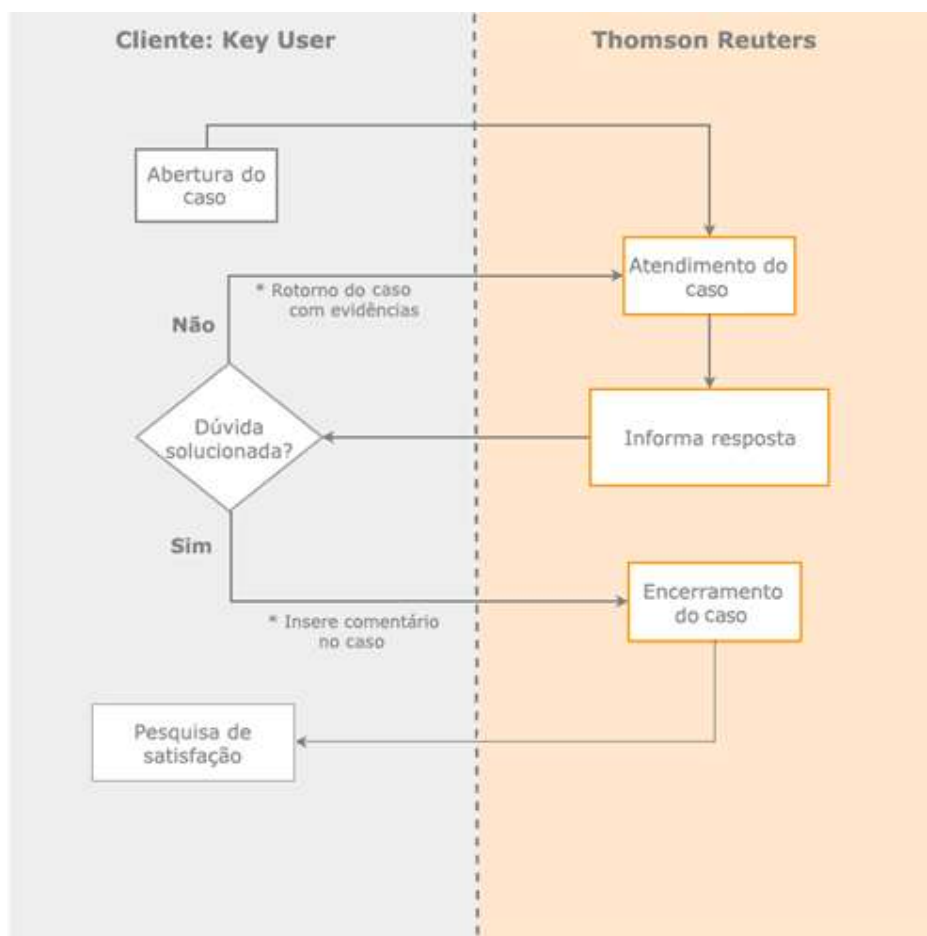 Cliente: Key User
Thomson Reuters
Abertura do
caso
Atendimento do
caso
* Rotorno do caso
com evidências
Não
Dúvida
solucionada?
Informa resposta
Sim
Encerramento
do caso
* Insere comentário
no caso
Pesquisa de
satisfação